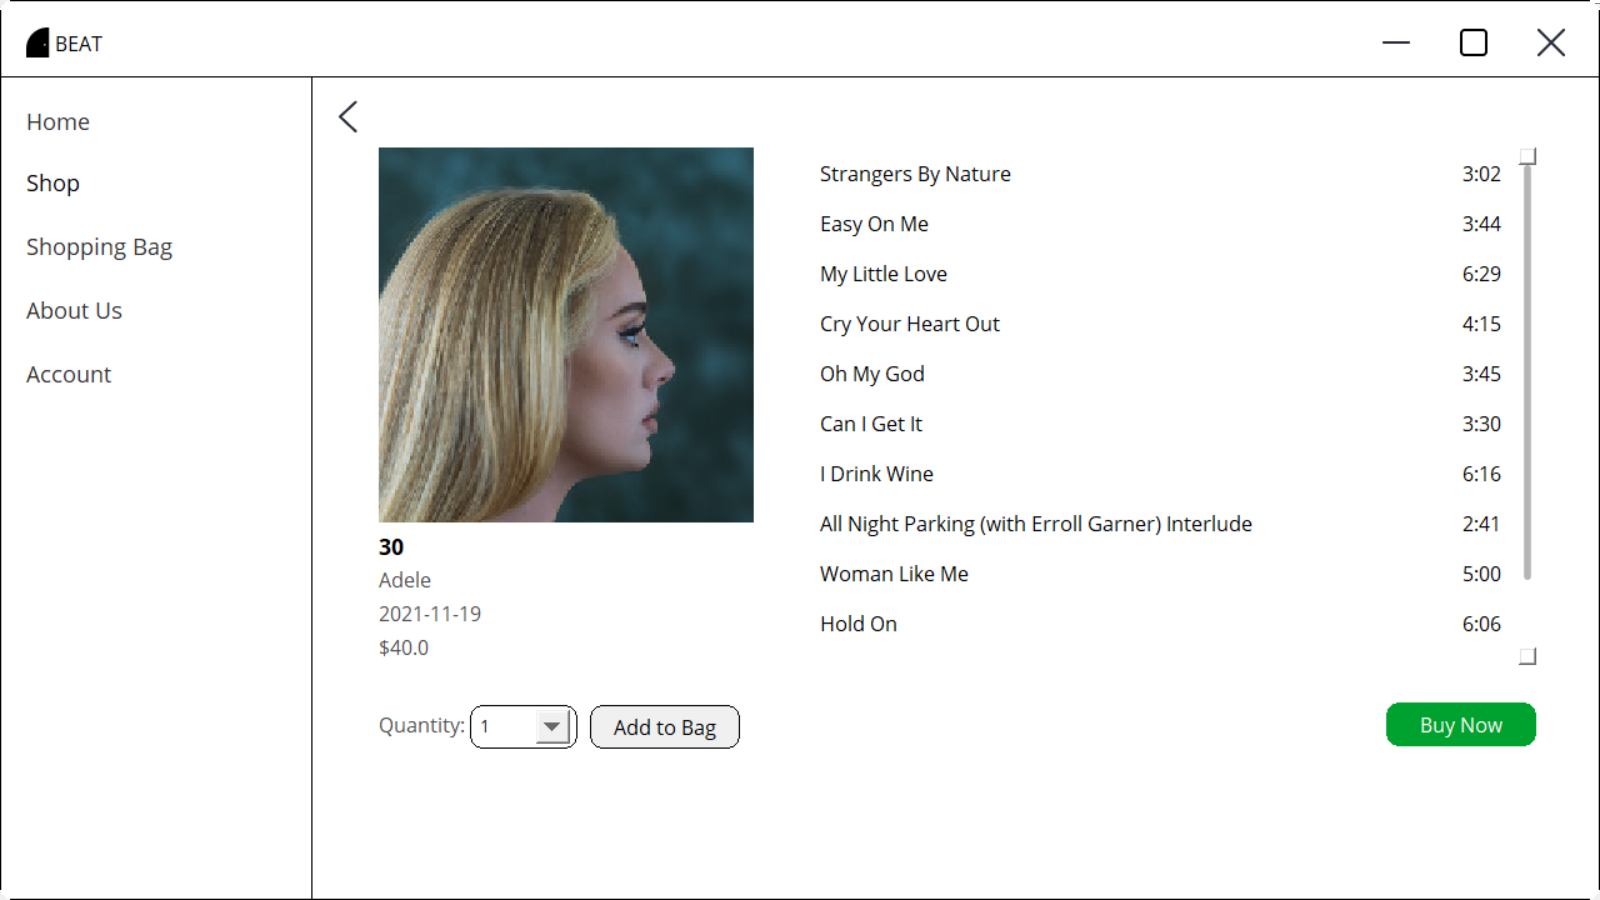 BEAT
Home
Shop
Shopping Bag
About Us
Account
Strangers By Nature 3:02
Easy On Me 3:44
My Little Love 6:29
Cry Your Heart Out 4:15
Oh My God 3:45
Can I Get It 3:30
I Drink Wine 6:16
All Night Parking (with Erroll Garner) Interlude 2:41
Woman Like Me 5:00
Hold On 6:06
30
Adele
2021-11-19
$40.0
Quantity: 1 Add to Bag Buy Now